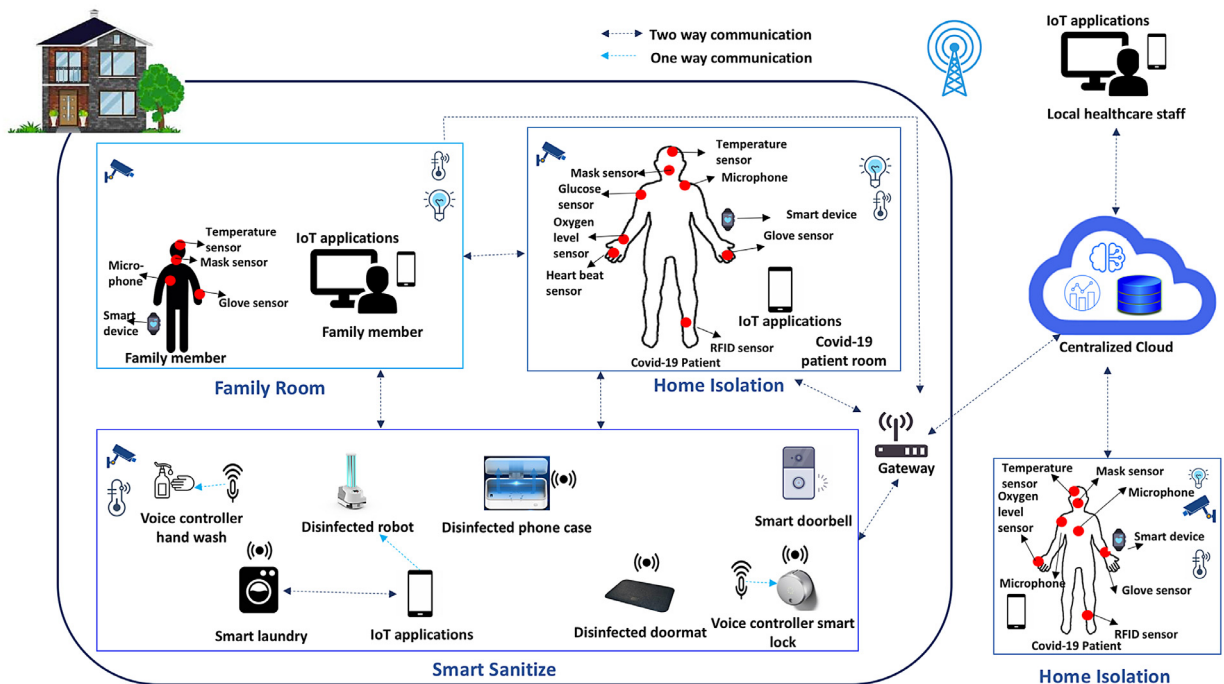 Two way communication
One way communication
IoT applications
Local healthcare staff
Temperature
sensor
Mask sensor
Micro-
phone
Glove sensor
Smart
device
Family member
IoT applications
Family member
Family Room
Temperature
sensor
Mask sensor
Microphone
Glucose
sensor
Oxygen
level
sensor
Smart device
Glove sensor
Heart beat
sensor
IoT applications
RFID sensor
Covid-19 Patient
Covid-19
patient room
Home Isolation
Centralized Cloud
Gateway
Voice controller
hand wash
Disinfected robot
Disinfected phone case
Smart doorbell
Smart laundry
IoT applications
Disinfected doormat
Voice controller smart
lock
Smart Sanitize
Temperature
sensor
Mask sensor
Oxygen
level
sensor
Microphone
Smart device
Microphone
Glove sensor
RFID sensor
Covid-19 Patient
Home Isolation